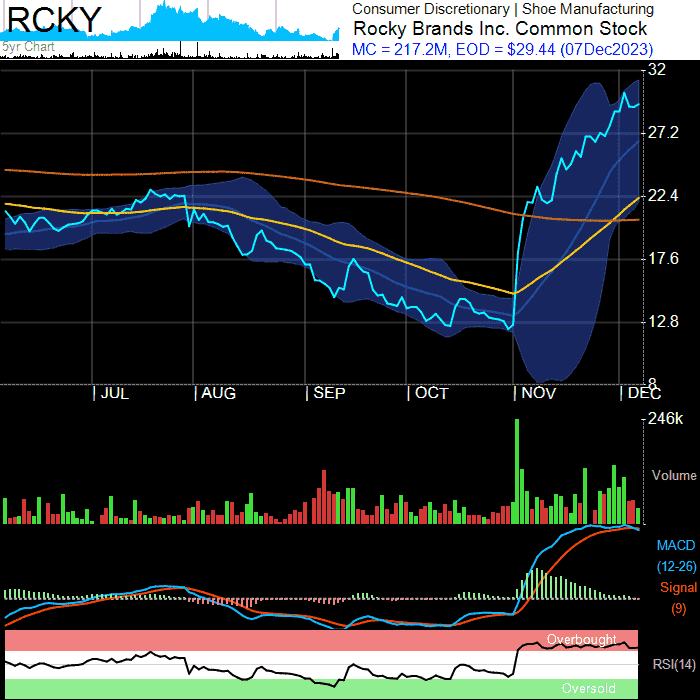 RCKY
5yr Chart
Consumer Discretionary | Shoe Manufacturing
Rocky Brands Inc. Common Stock
MC = 217.2M, EOD = $29.44 (07Dec2023)
32
27.2
22.4
17.6
12.8
8
JUL
AUG
SEP
OCT
NOV
DEC
246k
Volume
MACD
(12-26)
Signal
(9)
Overbought
RSI(14)
Oversold